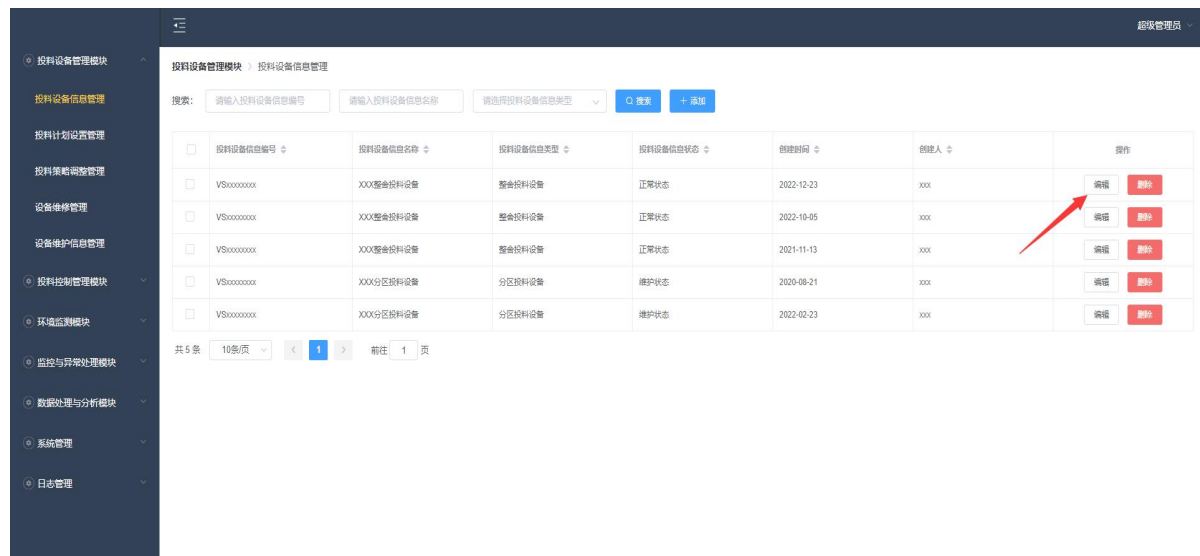 超级管理员
投料设备管理模块
投料设备信息管理
投料计划设置管理
投料策略调整管理
设备维修管理
设备维护信息管理
投料控制管理模块
环境监测模块
监控与异常处理模块
数据处理与分析模块
系统管理
日志管理
投料设备管理模块 > 投料设备信息管理
搜索: 请输入投料设备信息编号 请输入投料设备信息名称 请选择投料设备信息类型 搜索 + 添加
投料设备信息编号 投料设备信息名称 投料设备信息类型 投料设备信息状态 创建时间 创建人 操作
VSxxxxxxxx XXX整舍投料设备 整舍投料设备 正常状态 2022-12-23 xxx 编辑 删除
VSxxxxxxxx XXX整舍投料设备 整舍投料设备 正常状态 2022-10-05 xxx 编辑 删除
VSxxxxxxxx XXX整舍投料设备 整舍投料设备 正常状态 2021-11-13 xxx 编辑 删除
VSxxxxxxxx XXX分区投料设备 分区投料设备 维护状态 2020-08-21 xxx 编辑 删除
VSxxxxxxxx XXX分区投料设备 分区投料设备 维护状态 2022-02-23 xxx 编辑 删除
共 5 条 10条/页 < 1 > 前往 1 页